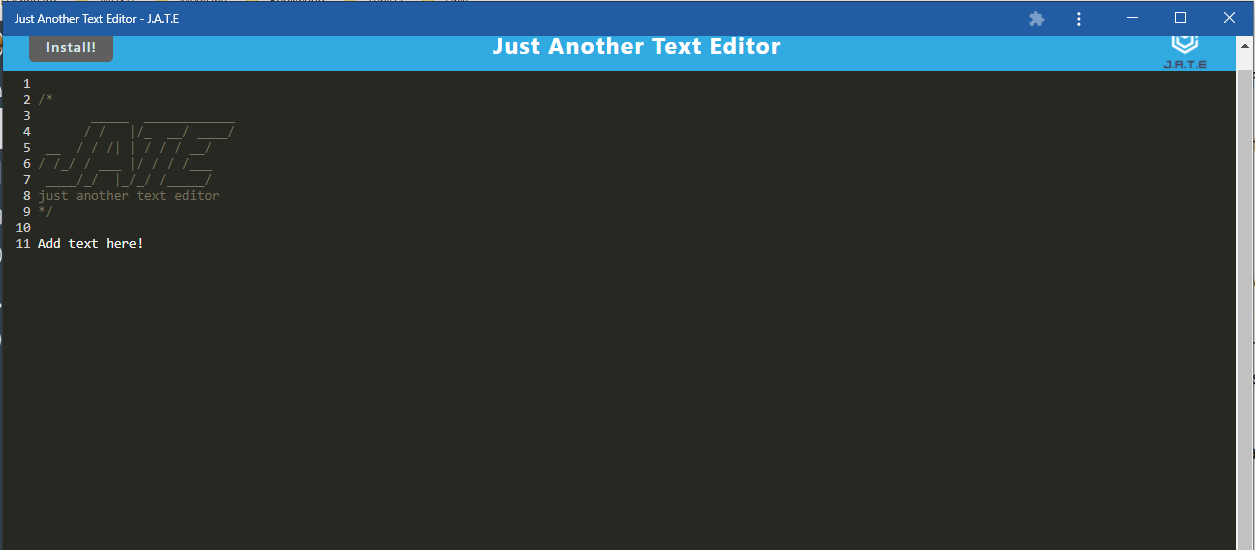 Just Another Text Editor - J.A.T.E
Install!
Just Another Text Editor
J.A.T.E
1
2 /*
3        _____  ____________
4       / /   |/_  __/ ____/
5  __  / / /| | / / / __/
6 / /_/ / ___ |/ / / /___
7  ____/_/  |_/_/ /_____/
8 just another text editor
9 */
10
11 Add text here!